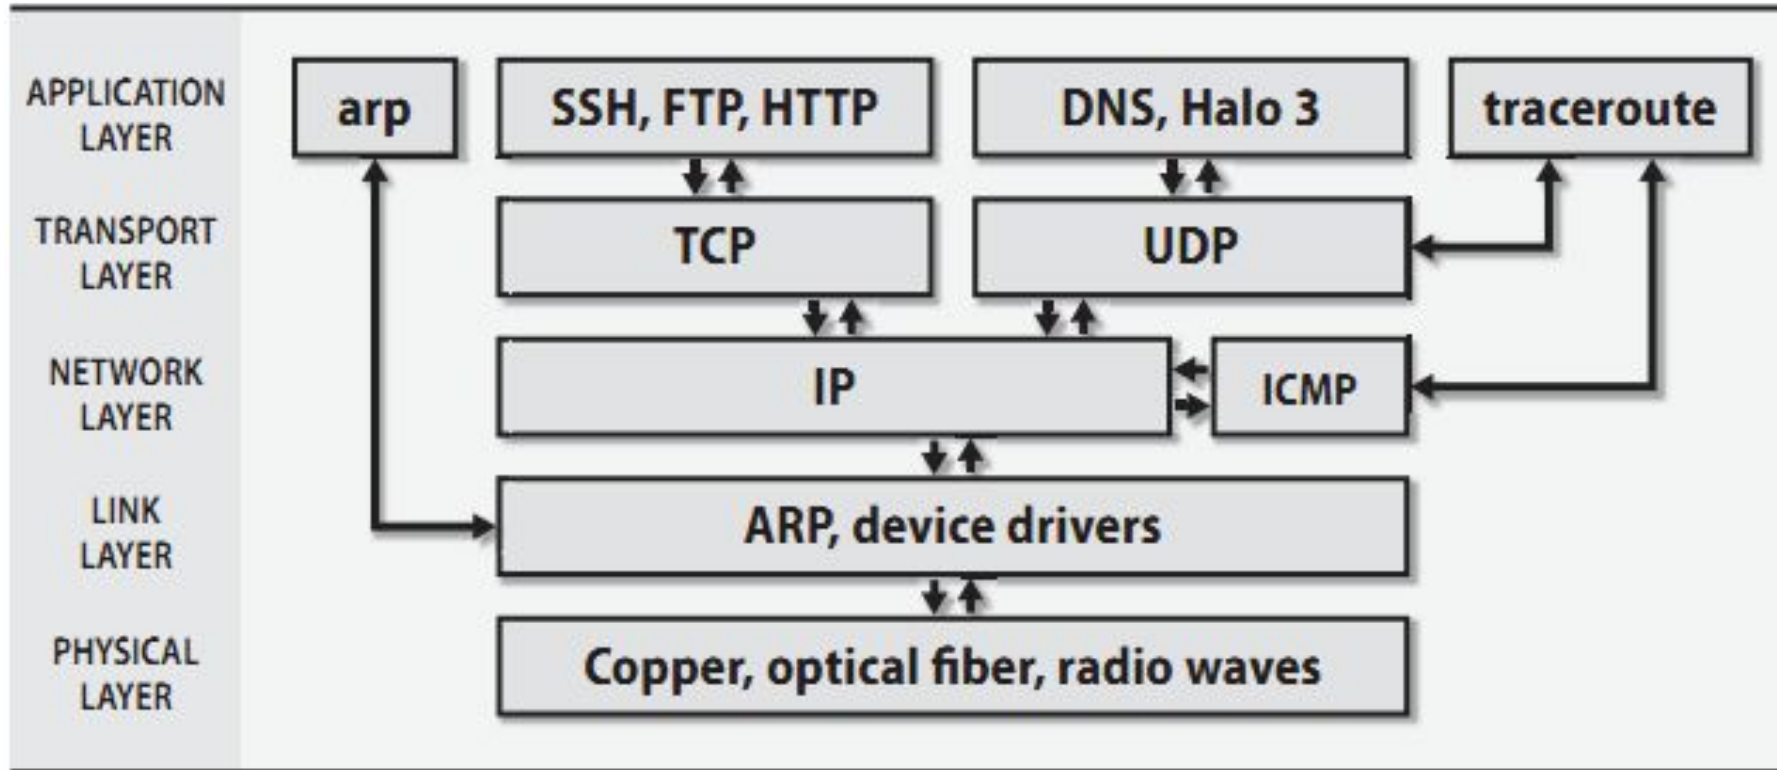 APPLICATION
LAYER
arp
SSH, FTP, HTTP
DNS, Halo 3
traceroute
TRANSPORT
LAYER
TCP
UDP
NETWORK
LAYER
IP
ICMP
LINK
LAYER
ARP, device drivers
PHYSICAL
LAYER
Copper, optical fiber, radio waves